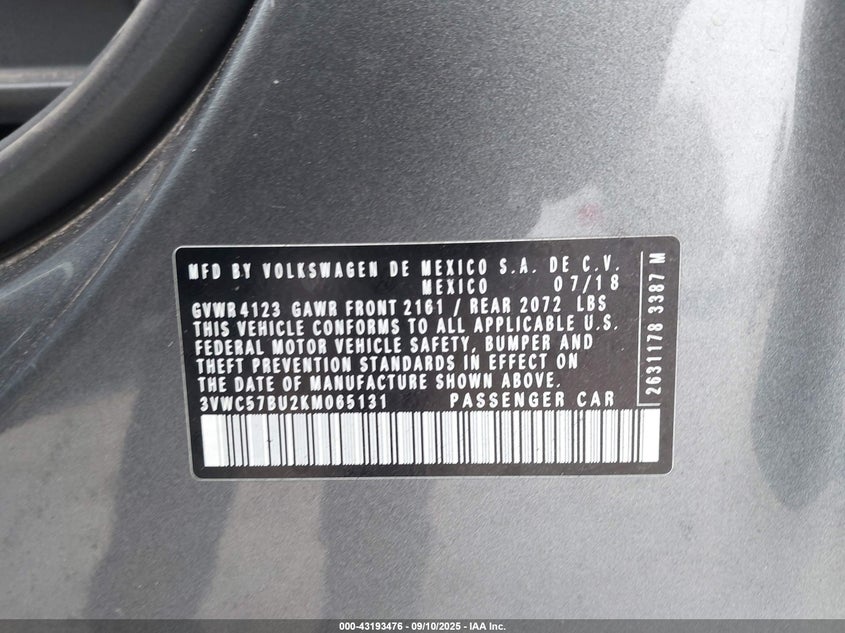 MFD BY VOLKSWAGEN DE MEXICO S.A. DE C.V.
MEXICO 07/18
GVWR 4123 GAWR FRONT 2161 / REAR 2072 LBS
THIS VEHICLE CONFORMS TO ALL APPLICABLE U.S.
FEDERAL MOTOR VEHICLE SAFETY, BUMPER AND
THEFT PREVENTION STANDARDS IN EFFECT ON
THE DATE OF MANUFACTURE SHOWN ABOVE.
3VWC57BU2KM065131 PASSENGER CAR
2631178 3387 M
000-43193476 | 09/10/2025 | IAA Inc.